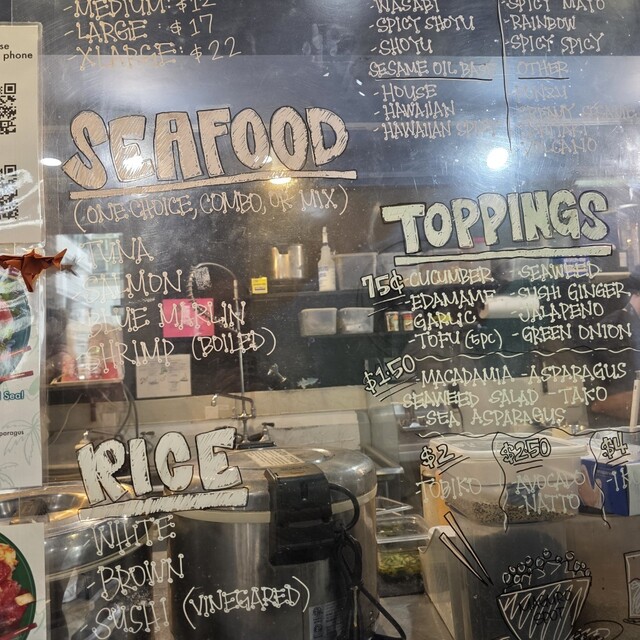 MEDIUM: $12
-LARGE: $17
-XLARGE: $22
SEAFOOD
(ONE CHOICE, COMBO, OR MIX)
TUNA
SALMON
BLUE MARLIN
SHRIMP (BOILED)
RICE
-WHITE
-BROWN
SUSHI (VINEGARED)
WASABI
-SPICY SHOYU
-SHOYU
SESAME OIL
-HOUSE
-HAWAIIAN
-HAWAIIAN
SPICY MAYO
-RAINBOW
-SPICY SPICY
OTHER
VOLCANO
TOPPINGS
75¢
-CUCUMBER -SEAWEED
-EDAMAME -SUSHI GINGER
GARLIC -JALAPENO
-TOFU (5PC) -GREEN ONION
$1.50
-MACADAMIA -ASPARAGUS
SEAWEED SALAD -TAKO
-SEA ASPARAGUS
$2
-TOBIKO
$2.50
AVOCADO
NATTO
phone
Seal